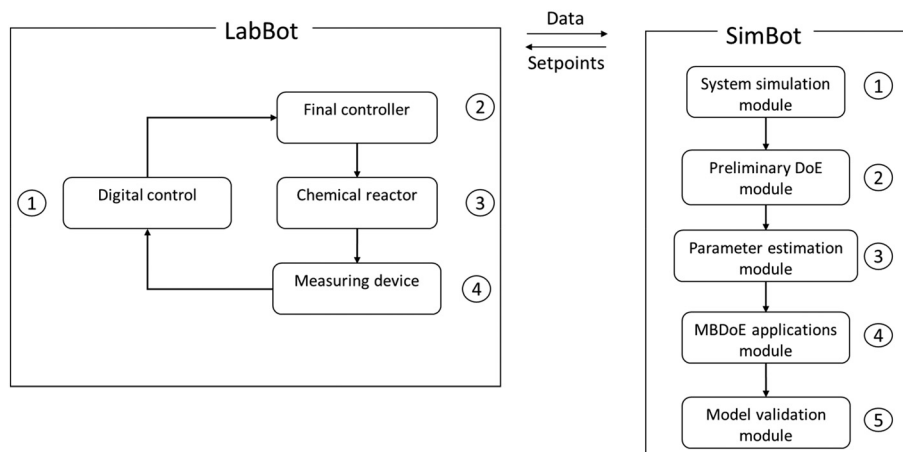 LabBot
Data
Setpoints
SimBot
① Digital control
② Final controller
③ Chemical reactor
④ Measuring device
① System simulation
module
② Preliminary DoE
module
③ Parameter estimation
module
④ MBDoE applications
module
⑤ Model validation
module